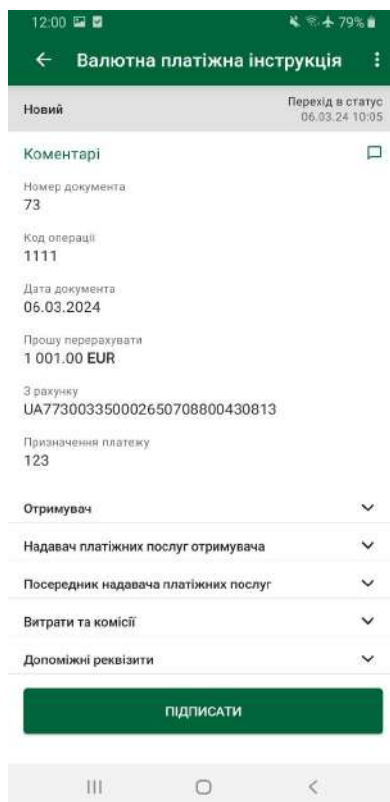 12:00 79%
Валютна платіжна інструкція
Новий
Перехід в статус
06.03.24 10:05
Коментарі
Номер документа
73
Код операції
1111
Дата документа
06.03.2024
Прошу перерахувати
1 001.00 EUR
З рахунку
UA773003350002650708800430813
Призначення платежу
123
Отримувач
Надавач платіжних послуг отримувача
Посередник надавача платіжних послуг
Витрати та комісії
Допоміжні реквізити
ПІДПИСАТИ